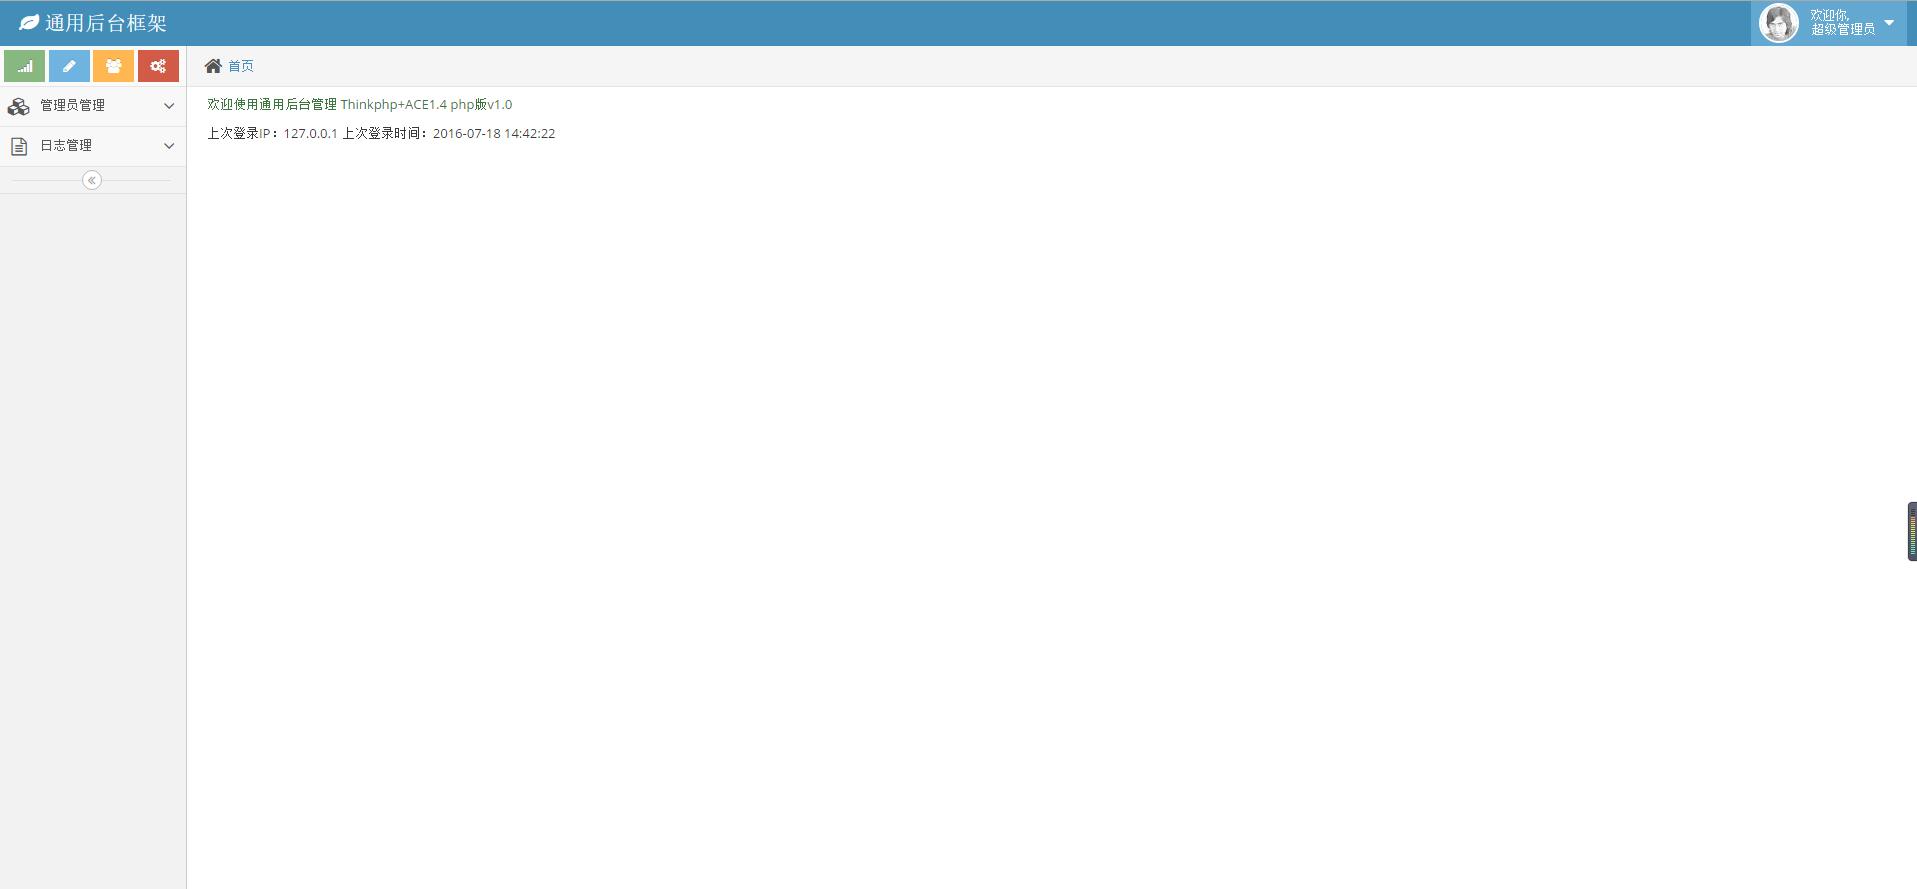 通用后台框架
欢迎你,
超级管理员
首页
管理员管理
日志管理
欢迎使用通用后台管理 Thinkphp+ACE1.4 php版v1.0
上次登录IP：127.0.0.1 上次登录时间：2016-07-18 14:42:22